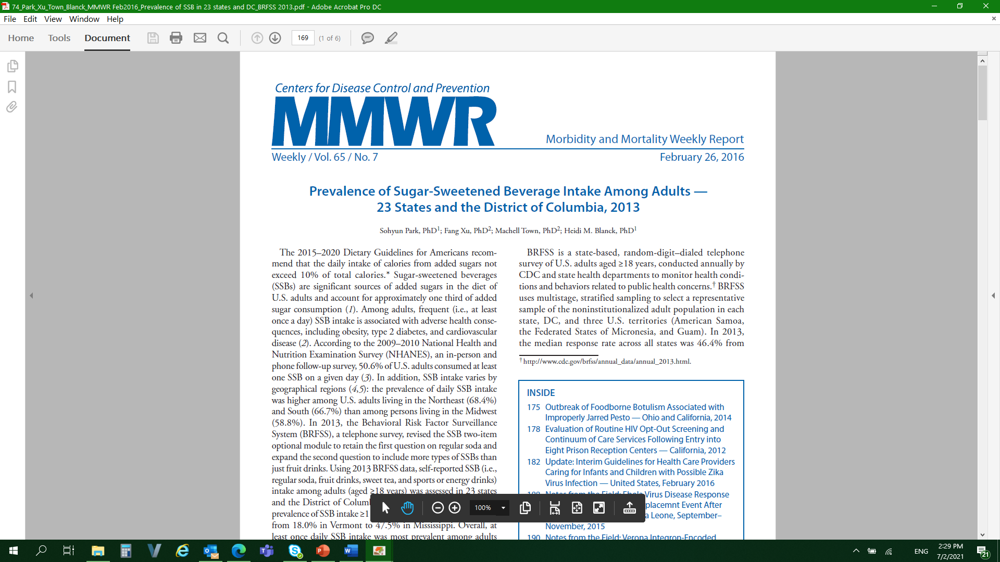 74_Park_Xu_Town_Blanck_MMWR Feb2016_Prevalence of SSB in 23 states and DC_BRFSS 2013.pdf - Adobe Acrobat Pro DC
File Edit View Window Help
Home Tools Document 169 (1 of 6)
Centers for Disease Control and Prevention
MMWR
Morbidity and Mortality Weekly Report
Weekly / Vol. 65 / No. 7
February 26, 2016
Prevalence of Sugar-Sweetened Beverage Intake Among Adults —
23 States and the District of Columbia, 2013
Sohyun Park, PhD1; Fang Xu, PhD2; Machell Town, PhD2; Heidi M. Blanck, PhD1
The 2015–2020 Dietary Guidelines for Americans recom-
mend that the daily intake of calories from added sugars not
exceed 10% of total calories.* Sugar-sweetened beverages
(SSBs) are significant sources of added sugars in the diet of
U.S. adults and account for approximately one third of added
sugar consumption (1). Among adults, frequent (i.e., at least
once a day) SSB intake is associated with adverse health conse-
quences, including obesity, type 2 diabetes, and cardiovascular
disease (2). According to the 2009–2010 National Health and
Nutrition Examination Survey (NHANES), an in-person and
phone follow-up survey, 50.6% of U.S. adults consumed at least
one SSB on a given day (3). In addition, SSB intake varies by
geographical regions (4,5): the prevalence of daily SSB intake
was higher among U.S. adults living in the Northeast (68.4%)
and South (66.7%) than among persons living in the Midwest
(58.8%). In 2013, the Behavioral Risk Factor Surveillance
System (BRFSS), a telephone survey, revised the SSB two-item
optional module to retain the first question on regular soda and
expand the second question to include more types of SSBs than
just fruit drinks. Using 2013 BRFSS data, self-reported SSB (i.e.,
regular soda, fruit drinks, sweet tea, and sports or energy drinks)
intake among adults (aged ≥18 years) was assessed in 23 states
and the District of Colum
prevalence of SSB intake ≥1
from 18.0% in Vermont to 47.5% in Mississippi. Overall, at
least once daily SSB intake was most prevalent among adults
BRFSS is a state-based, random-digit–dialed telephone
survey of U.S. adults aged ≥18 years, conducted annually by
CDC and state health departments to monitor health condi-
tions and behaviors related to public health concerns.† BRFSS
uses multistage, stratified sampling to select a representative
sample of the noninstitutionalized adult population in each
state, DC, and three U.S. territories (American Samoa,
the Federated States of Micronesia, and Guam). In 2013,
the median response rate across all states was 46.4% from
† http://www.cdc.gov/brfss/annual_data/annual_2013.html.
INSIDE
175 Outbreak of Foodborne Botulism Associated with
Improperly Jarred Pesto — Ohio and California, 2014
178 Evaluation of Routine HIV Opt-Out Screening and
Continuum of Care Services Following Entry into
Eight Prison Reception Centers — California, 2012
182 Update: Interim Guidelines for Health Care Providers
Caring for Infants and Children with Possible Zika
Virus Infection — United States, February 2016
188 Notes from the Field: Ebola Virus Disease Response
placemnt Event After
a Leone, September–
November, 2015
190 Notes from the Field: Verona Integron-Encoded
100%
ENG
2:29 PM
7/2/2021
21